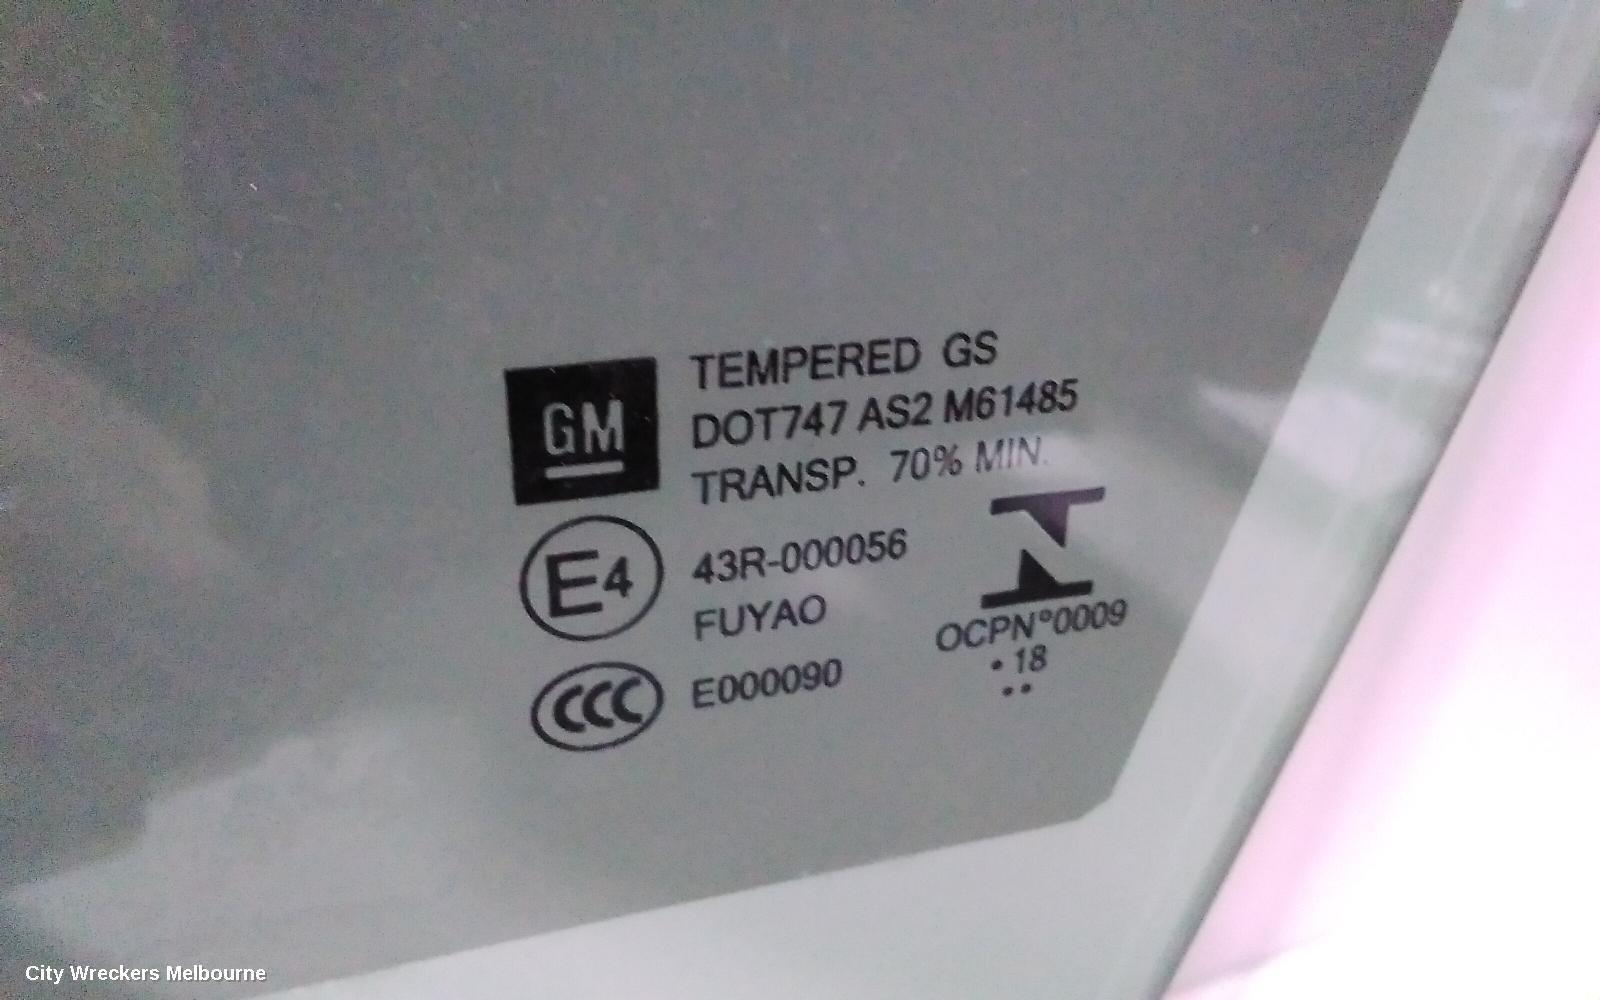 GM
TEMPERED GS
DOT747 AS2 M61485
TRANSP. 70% MIN.
E4
43R-000056
FUYAO
OCPN°0009
• 18
••
CCC
E000090
City Wreckers Melbourne